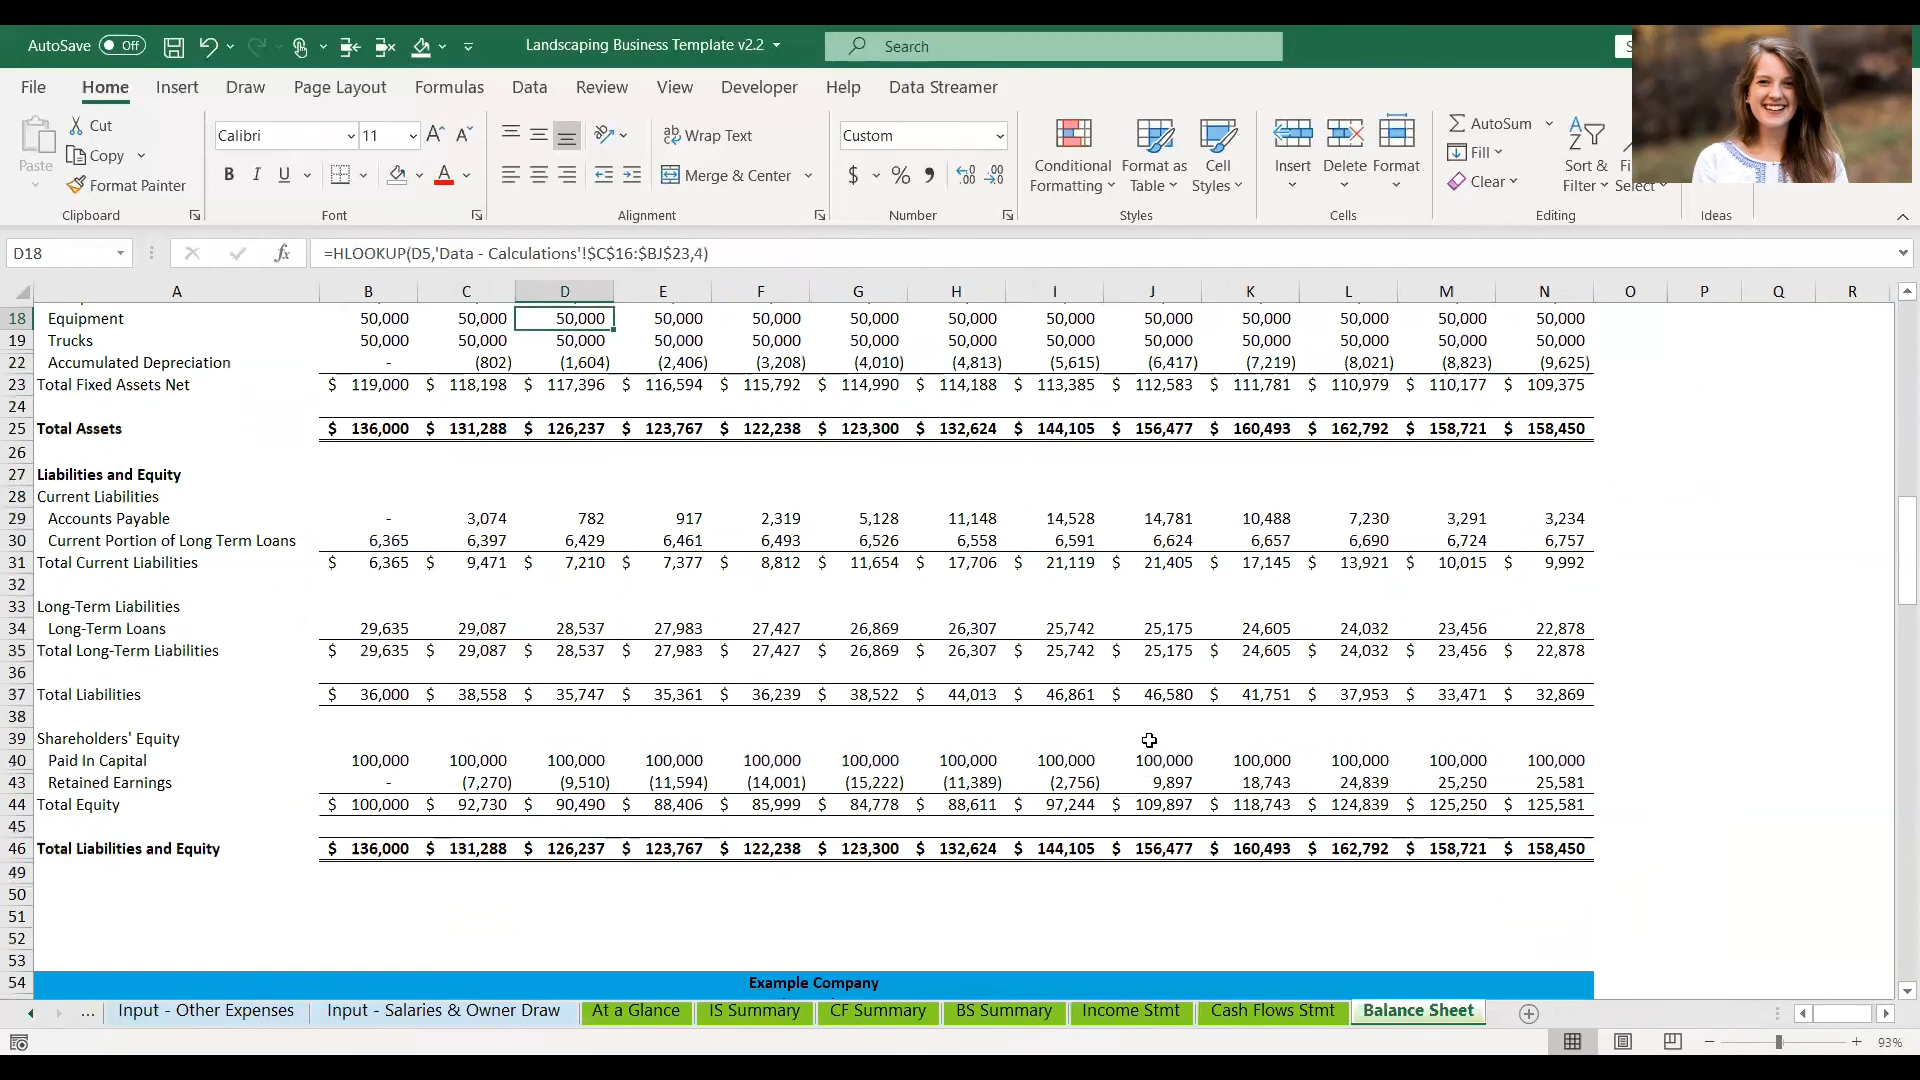 AutoSave Off Landscaping Business Template v2.2 Search
File Home Insert Draw Page Layout Formulas Data Review View Developer Help Data Streamer
Paste Cut Copy Format Painter Clipboard
Calibri 11 B I U A Font
ab Wrap Text Merge & Center Alignment
Custom $ % 9 Number
Conditional Formatting Format as Table Cell Styles Styles
Insert Delete Format Cells
AutoSum Fill Clear Sort & Filter Select Editing
Ideas
D18 fx =HLOOKUP(D5,'Data - Calculations'!$C$16:$BJ$23,4)
A B C D E F G H I J K L M N O P Q R
18 Equipment 50,000 50,000 50,000 50,000 50,000 50,000 50,000 50,000 50,000 50,000 50,000 50,000 50,000
19 Trucks 50,000 50,000 50,000 50,000 50,000 50,000 50,000 50,000 50,000 50,000 50,000 50,000 50,000
22 Accumulated Depreciation - (802) (1,604) (2,406) (3,208) (4,010) (4,813) (5,615) (6,417) (7,219) (8,021) (8,823) (9,625)
23 Total Fixed Assets Net $ 119,000 $ 118,198 $ 117,396 $ 116,594 $ 115,792 $ 114,990 $ 114,188 $ 113,385 $ 112,583 $ 111,781 $ 110,979 $ 110,177 $ 109,375
24
25 Total Assets $ 136,000 $ 131,288 $ 126,237 $ 123,767 $ 122,238 $ 123,300 $ 132,624 $ 144,105 $ 156,477 $ 160,493 $ 162,792 $ 158,721 $ 158,450
26
27 Liabilities and Equity
28 Current Liabilities
29 Accounts Payable - 3,074 782 917 2,319 5,128 11,148 14,528 14,781 10,488 7,230 3,291 3,234
30 Current Portion of Long Term Loans 6,365 6,397 6,429 6,461 6,493 6,526 6,558 6,591 6,624 6,657 6,690 6,724 6,757
31 Total Current Liabilities $ 6,365 $ 9,471 $ 7,210 $ 7,377 $ 8,812 $ 11,654 $ 17,706 $ 21,119 $ 21,405 $ 17,145 $ 13,921 $ 10,015 $ 9,992
32
33 Long-Term Liabilities
34 Long-Term Loans 29,635 29,087 28,537 27,983 27,427 26,869 26,307 25,742 25,175 24,605 24,032 23,456 22,878
35 Total Long-Term Liabilities $ 29,635 $ 29,087 $ 28,537 $ 27,983 $ 27,427 $ 26,869 $ 26,307 $ 25,742 $ 25,175 $ 24,605 $ 24,032 $ 23,456 $ 22,878
36
37 Total Liabilities $ 36,000 $ 38,558 $ 35,747 $ 35,361 $ 36,239 $ 38,522 $ 44,013 $ 46,861 $ 46,580 $ 41,751 $ 37,953 $ 33,471 $ 32,869
38
39 Shareholders' Equity
40 Paid In Capital 100,000 100,000 100,000 100,000 100,000 100,000 100,000 100,000 100,000 100,000 100,000 100,000 100,000
43 Retained Earnings - (7,270) (9,510) (11,594) (14,001) (15,222) (11,389) (2,756) 9,897 18,743 24,839 25,250 25,581
44 Total Equity $ 100,000 $ 92,730 $ 90,490 $ 88,406 $ 85,999 $ 84,778 $ 88,611 $ 97,244 $ 109,897 $ 118,743 $ 124,839 $ 125,250 $ 125,581
45
46 Total Liabilities and Equity $ 136,000 $ 131,288 $ 126,237 $ 123,767 $ 122,238 $ 123,300 $ 132,624 $ 144,105 $ 156,477 $ 160,493 $ 162,792 $ 158,721 $ 158,450
49
50
51
52
53
54 Example Company
... Input - Other Expenses Input - Salaries & Owner Draw At a Glance IS Summary CF Summary BS Summary Income Stmt Cash Flows Stmt Balance Sheet
93%